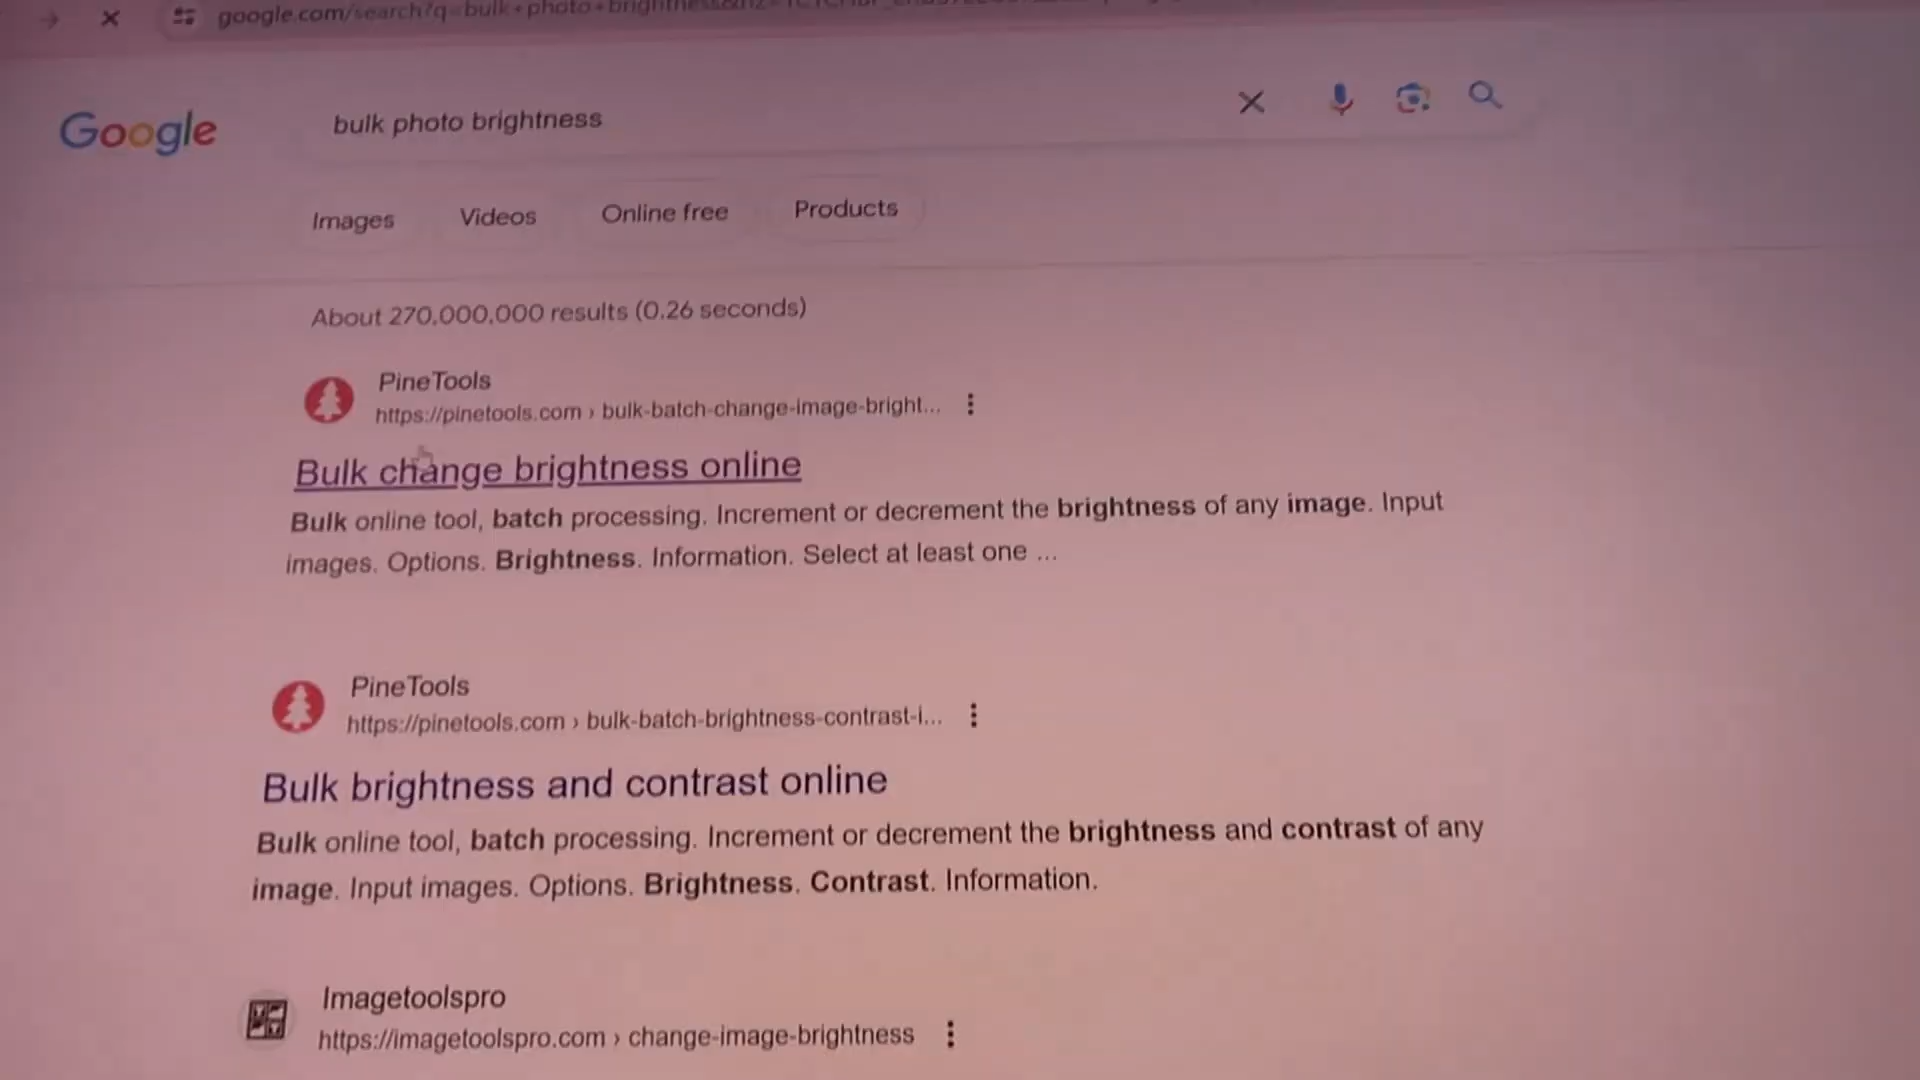 google.com/search?q=bulk+photo+brightness
Google
bulk photo brightness
Images
Videos
Online free
Products
About 270,000,000 results (0.26 seconds)
PineTools
https://pinetools.com › bulk-batch-change-image-bright...
Bulk change brightness online
Bulk online tool, batch processing. Increment or decrement the brightness of any image. Input
images. Options. Brightness. Information. Select at least one ...
PineTools
https://pinetools.com › bulk-batch-brightness-contrast-i...
Bulk brightness and contrast online
Bulk online tool, batch processing. Increment or decrement the brightness and contrast of any
image. Input images. Options. Brightness. Contrast. Information.
Imagetoolspro
https://imagetoolspro.com › change-image-brightness